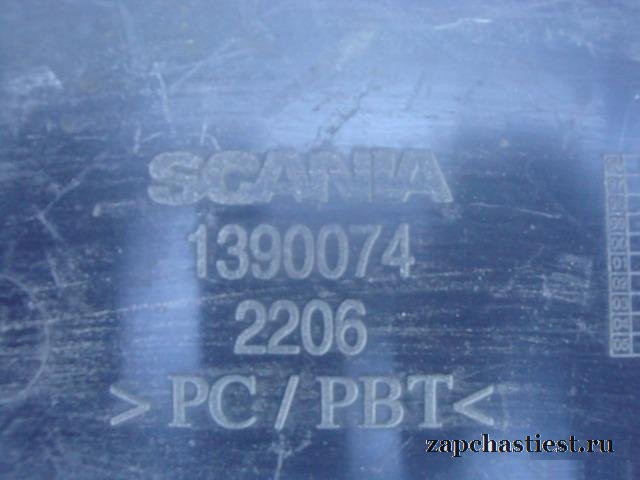 SCANIA
1390074
2206
>PC/PBT<
zapchastiest.ru